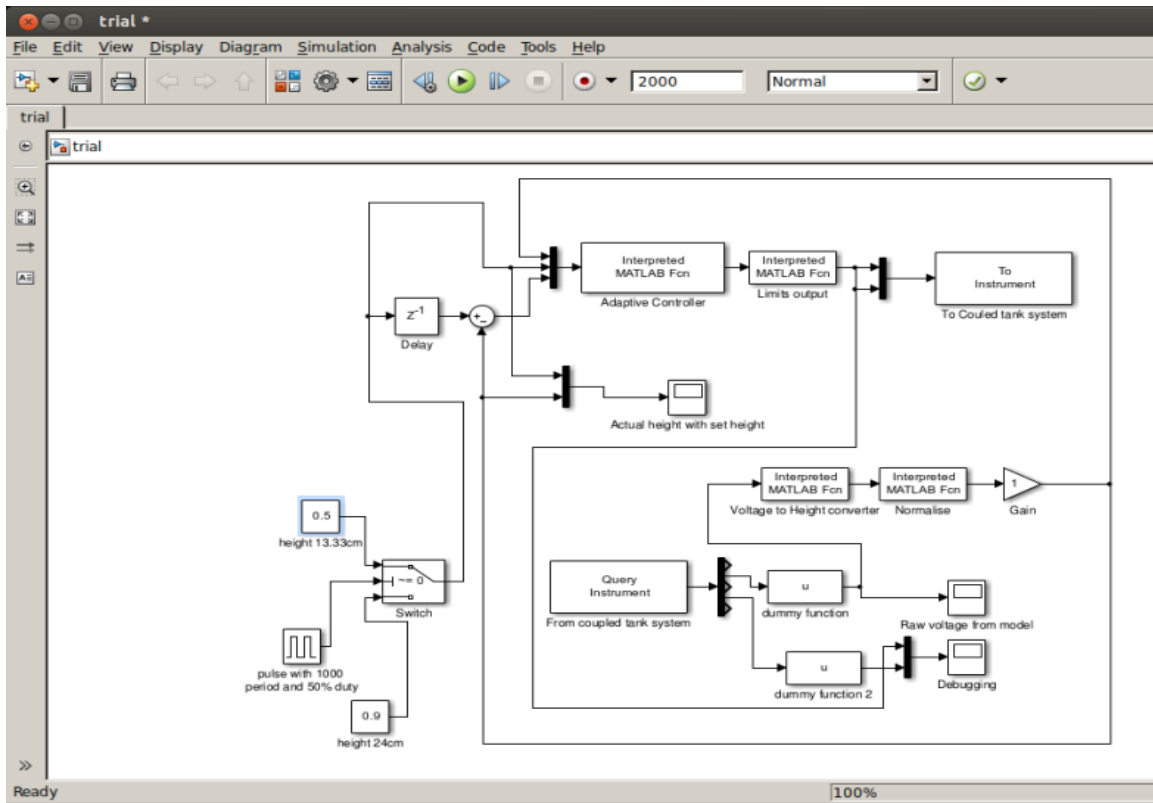 trial *
File Edit View Display Diagram Simulation Analysis Code Tools Help
2000
Normal
trial
trial
Interpreted
MATLAB Fcn
Adaptive Controller
Interpreted
MATLAB Fcn
Limits output
To
Instrument
To Couled tank system
z-1
Delay
+_
Actual height with set height
Interpreted
MATLAB Fcn
Voltage to Height converter
Interpreted
MATLAB Fcn
Normalise
1
Gain
0.5
height 13.33cm
~= 0
Switch
Query
Instrument
From coupled tank system
u
dummy function
Raw voltage from model
pulse with 1000
period and 50% duty
u
dummy function 2
Debugging
0.9
height 24cm
Ready
100%